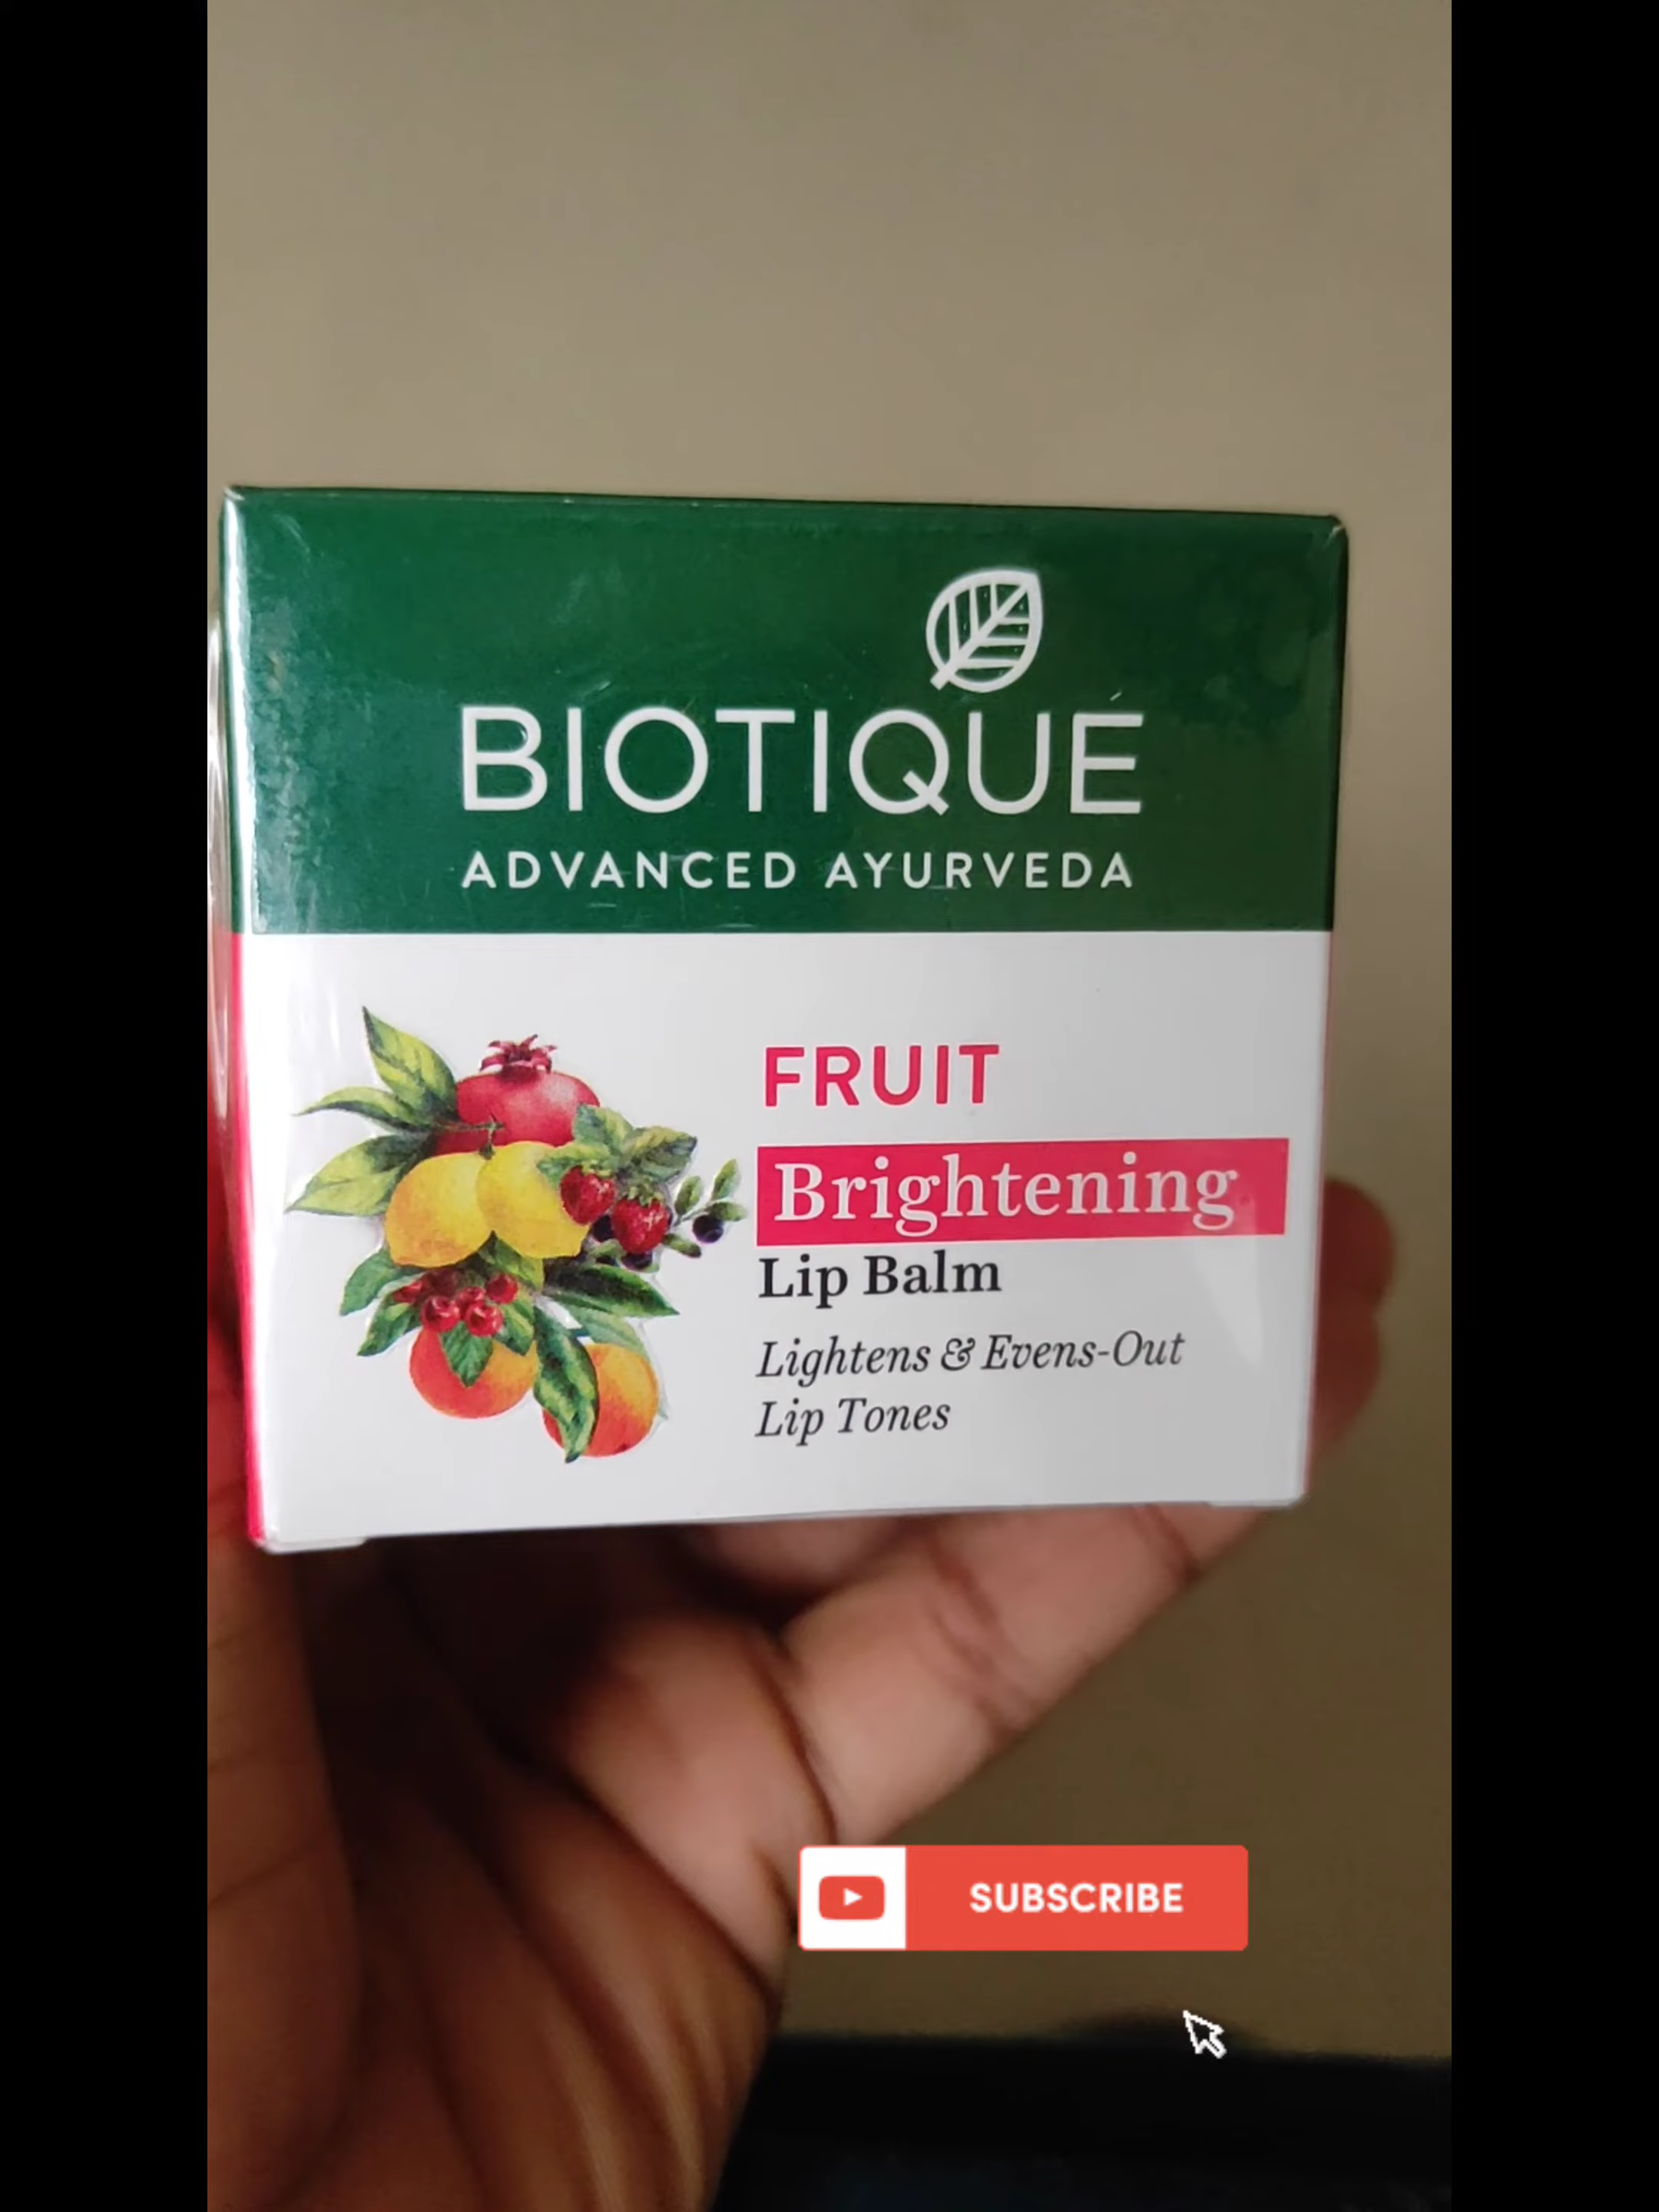 BIOTIQUE
ADVANCED AYURVEDA
FRUIT
Brightening
Lip Balm
Lightens & Evens-Out
Lip Tones
SUBSCRIBE